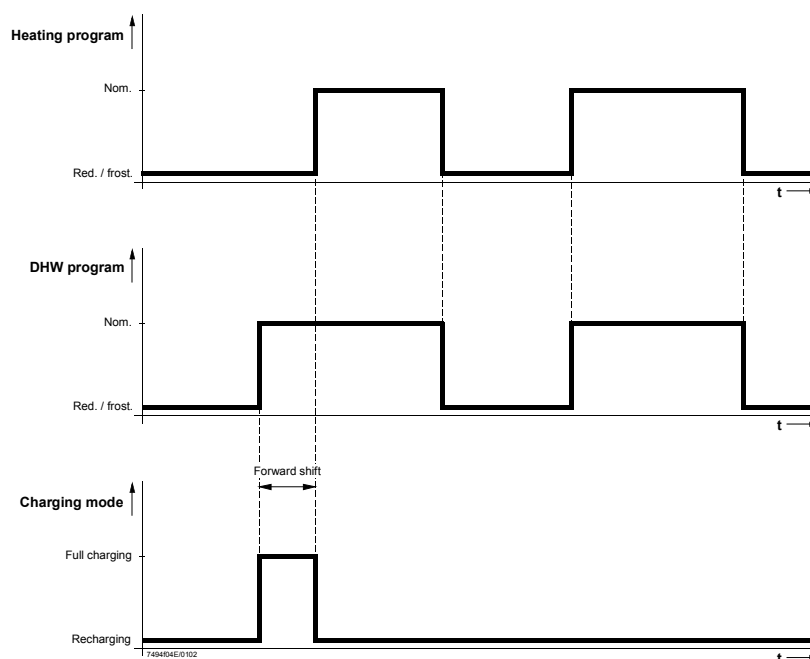 Heating program
Nom.
Red. / frost.
t
DHW program
Nom.
Red. / frost.
t
Forward shift
Charging mode
Full charging
Recharging
7494f04E/0102
t